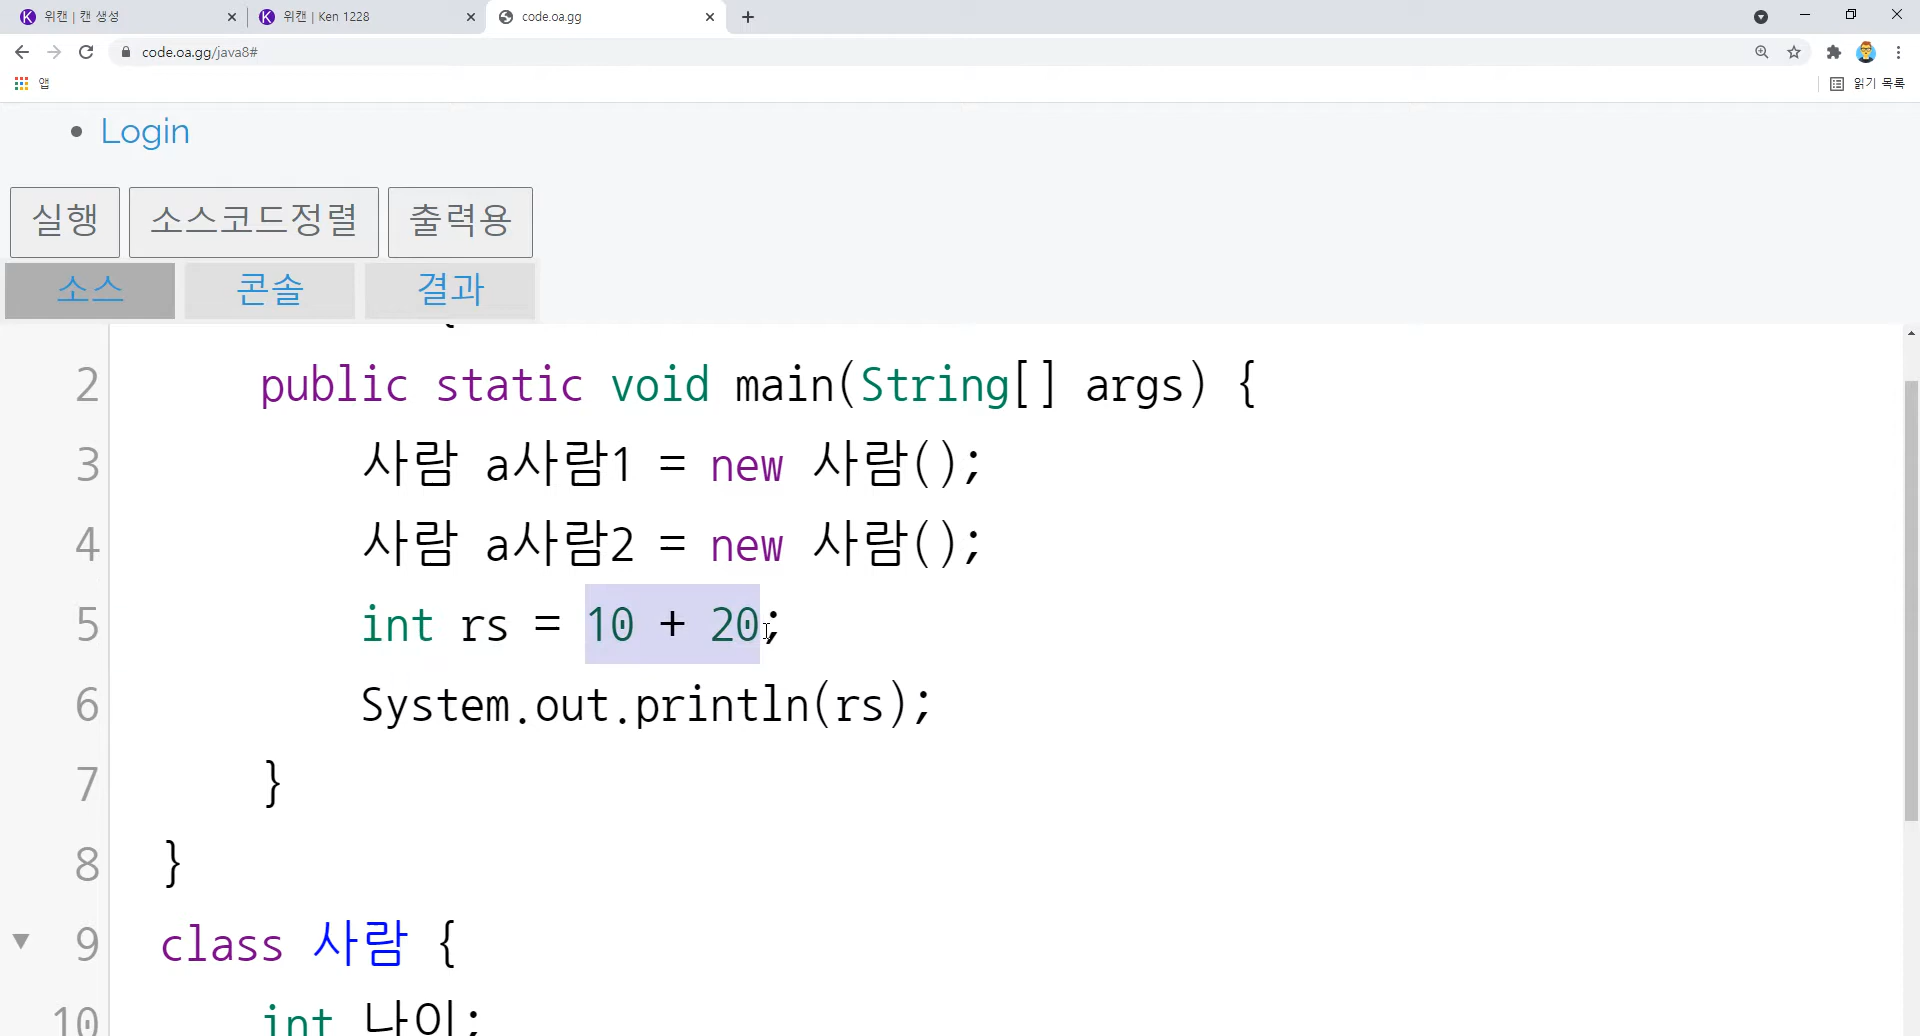 위캔 | 캔 생성
위캔 | Ken 1228
code.oa.gg
code.oa.gg/java8#
앱
읽기 목록
Login
실행 소스코드정렬 출력용
소스 콘솔 결과
2 public static void main(String[] args) {
3 사람 a사람1 = new 사람();
4 사람 a사람2 = new 사람();
5 int rs = 10 + 20;
6 System.out.println(rs);
7 }
8 }
9 class 사람 {
10 int 나이;